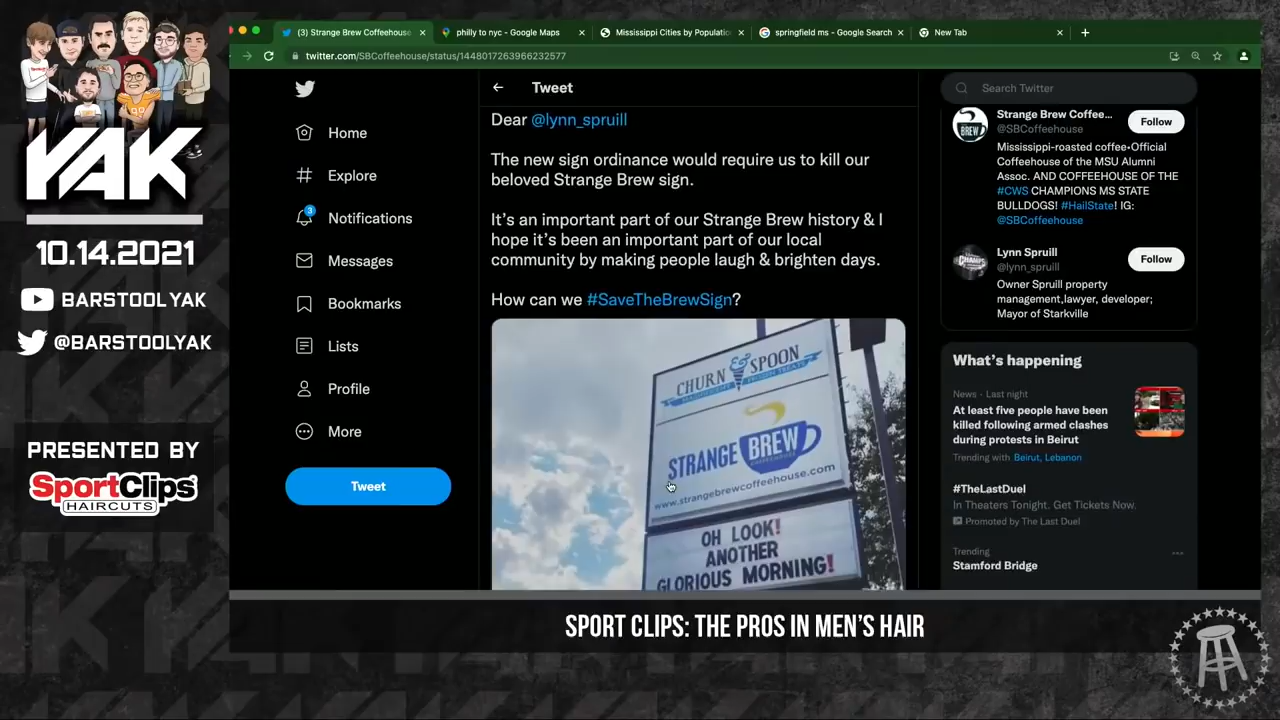 (3) Strange Brew Coffeehouse
philly to nyc - Google Maps
Mississippi Cities by Populatio
springfield ms - Google Search
New Tab
twitter.com/SBCoffeehouse/status/1448017263966232577
YAK
10.14.2021
BARSTOOL YAK
@BARSTOOLYAK
PRESENTED BY
SportClips
HAIRCUTS
Home
Explore
3
Notifications
Messages
Bookmarks
Lists
Profile
More
Tweet
Tweet
Dear @lynn_spruill
The new sign ordinance would require us to kill our
beloved Strange Brew sign.
It's an important part of our Strange Brew history & I
hope it's been an important part of our local
community by making people laugh & brighten days.
How can we #SaveTheBrewSign?
CHURN & SPOON
STRANGE BREW
COFFEEHOUSE
www.strangebrewcoffeehouse.com
OH LOOK!
ANOTHER
GLORIOUS MORNING!
Search Twitter
BREW
Strange Brew Coffee...
@SBCoffeehouse
Follow
Mississippi-roasted coffee•Official
Coffeehouse of the MSU Alumni
Assoc. AND COFFEEHOUSE OF THE
#CWS CHAMPIONS MS STATE
BULLDOGS! #HailState! IG:
@SBCoffeehouse
Lynn Spruill
@lynn_spruill
Follow
Owner Spruill property
management,lawyer, developer;
Mayor of Starkville
What's happening
News · Last night
At least five people have been
killed following armed clashes
during protests in Beirut
Trending with Beirut, Lebanon
#TheLastDuel
In Theaters Tonight. Get Tickets Now.
Promoted by The Last Duel
Trending
Stamford Bridge
SPORT CLIPS: THE PROS IN MEN'S HAIR